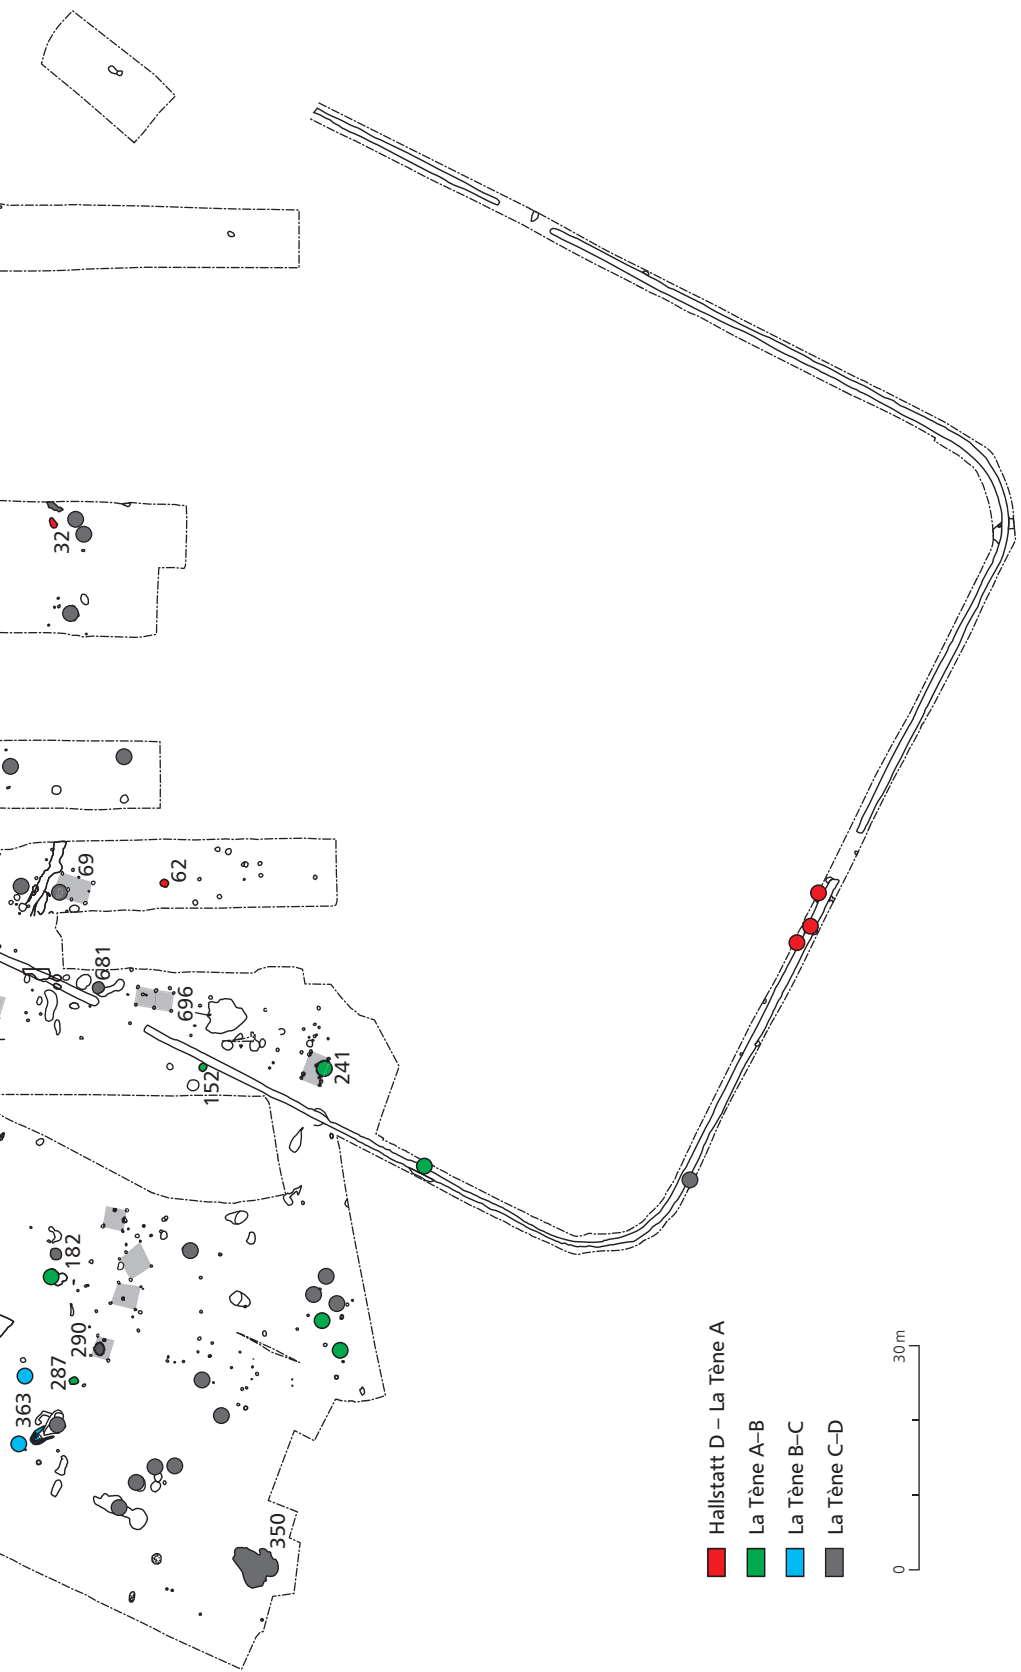 32
69
62
681
696
152
241
182
290
287
363
350
Hallstatt D – La Tène A
La Tène A–B
La Tène B–C
La Tène C–D
0
30 m